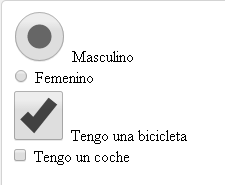 Masculino
Femenino
Tengo una bicicleta
Tengo un coche